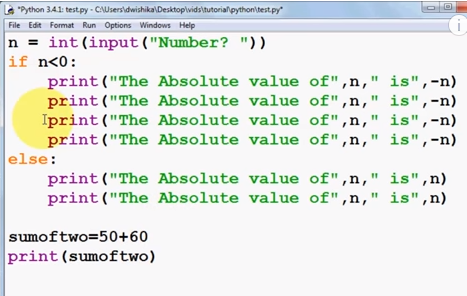 *Python 3.4.1: test.py - C:\Users\dwishika\Desktop\vids\tutorial\python\test.py*
File Edit Format Run Options Windows Help
n = int(input("Number? "))
if n<0:
    print("The Absolute value of",n," is",-n)
    print("The Absolute value of",n," is",-n)
    print("The Absolute value of",n," is",-n)
    print("The Absolute value of",n," is",-n)
else:
    print("The Absolute value of",n," is",n)
    print("The Absolute value of",n," is",n)
sumoftwo=50+60
print(sumoftwo)